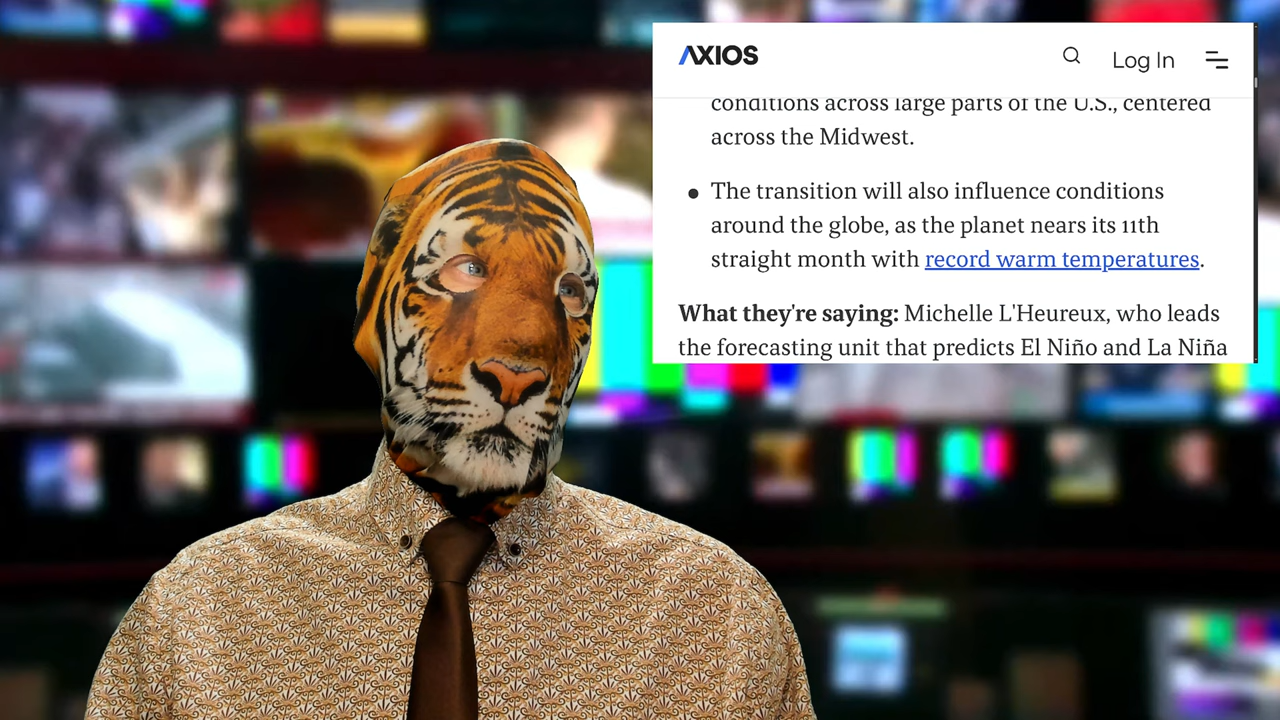 AXIOS
Log In
conditions across large parts of the U.S., centered
across the Midwest.
• The transition will also influence conditions
around the globe, as the planet nears its 11th
straight month with record warm temperatures.
What they're saying: Michelle L'Heureux, who leads
the forecasting unit that predicts El Niño and La Niña